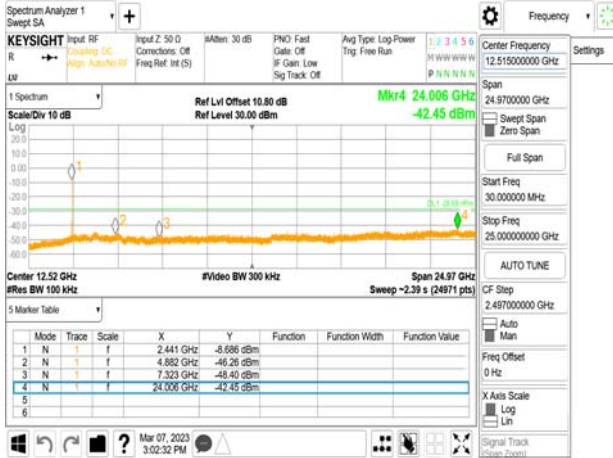 Spectrum Analyzer 1
Swept SA
+
Frequency
KEYSIGHT
Input: RF
Coupling: DC
Align: Auto/No RF
Input Z: 50 Ω
Corrections: Off
Freq Ref: Int (S)
#Atten: 30 dB
PNO: Fast
Gate: Off
IF Gain: Low
Sig Track: Off
Avg Type: Log-Power
Trig: Free Run
1 2 3 4 5 6
M W W W W W
P N N N N N
R
LXI
Center Frequency
12.515000000 GHz
Settings
Span
24.9700000 GHz
Swept Span
Zero Span
Full Span
Start Freq
30.000000 MHz
Stop Freq
25.000000000 GHz
AUTO TUNE
CF Step
2.497000000 GHz
Auto
Man
Freq Offset
0 Hz
X Axis Scale
Log
Lin
Signal Track
(Span Zoom)
1 Spectrum
Scale/Div 10 dB
Log
Ref Lvl Offset 10.80 dB
Ref Level 30.00 dBm
Mkr4 24.006 GHz
-42.45 dBm
20.0
10.0
0.00
-10.0
-20.0
-30.0
-40.0
-50.0
-60.0
1
2
3
4
Center 12.52 GHz
#Res BW 100 kHz
#Video BW 300 kHz
Span 24.97 GHz
Sweep ~2.39 s (24971 pts)
5 Marker Table
Mode Trace Scale X Y Function Function Width Function Value
1 N 1 f 2.441 GHz -8.686 dBm
2 N 1 f 4.882 GHz -46.26 dBm
3 N 1 f 7.323 GHz -48.40 dBm
4 N 1 f 24.006 GHz -42.45 dBm
5
6
?
Mar 07, 2023
3:02:32 PM